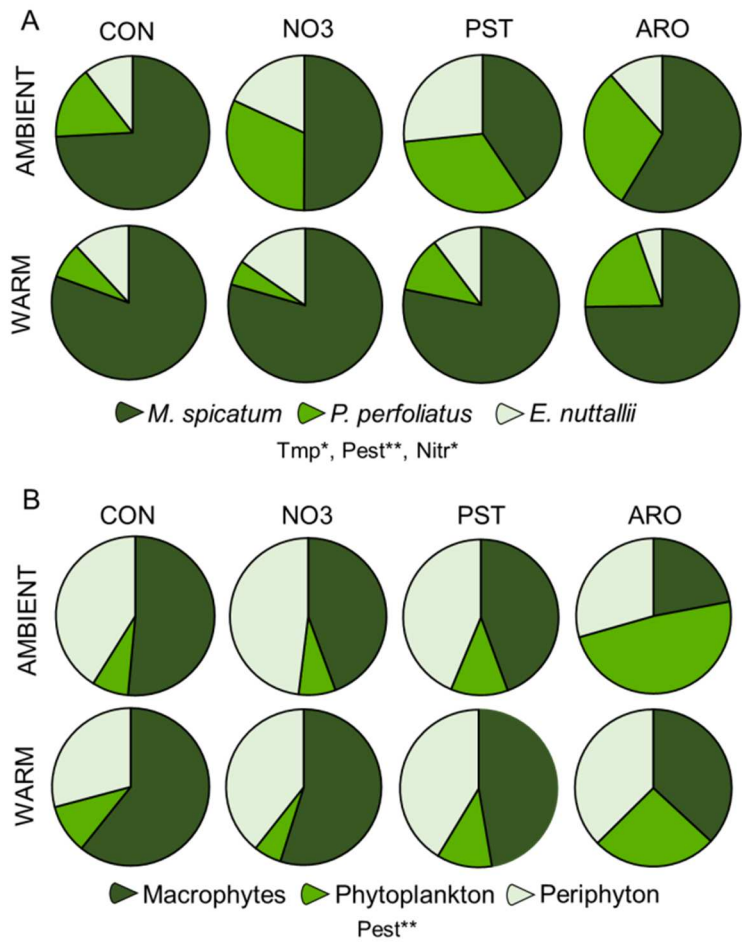 A
CON NO3 PST ARO
AMBIENT
WARM
M. spicatum P. perfoliatus E. nuttallii
Tmp*, Pest**, Nitr*
B
CON NO3 PST ARO
AMBIENT
WARM
Macrophytes Phytoplankton Periphyton
Pest**